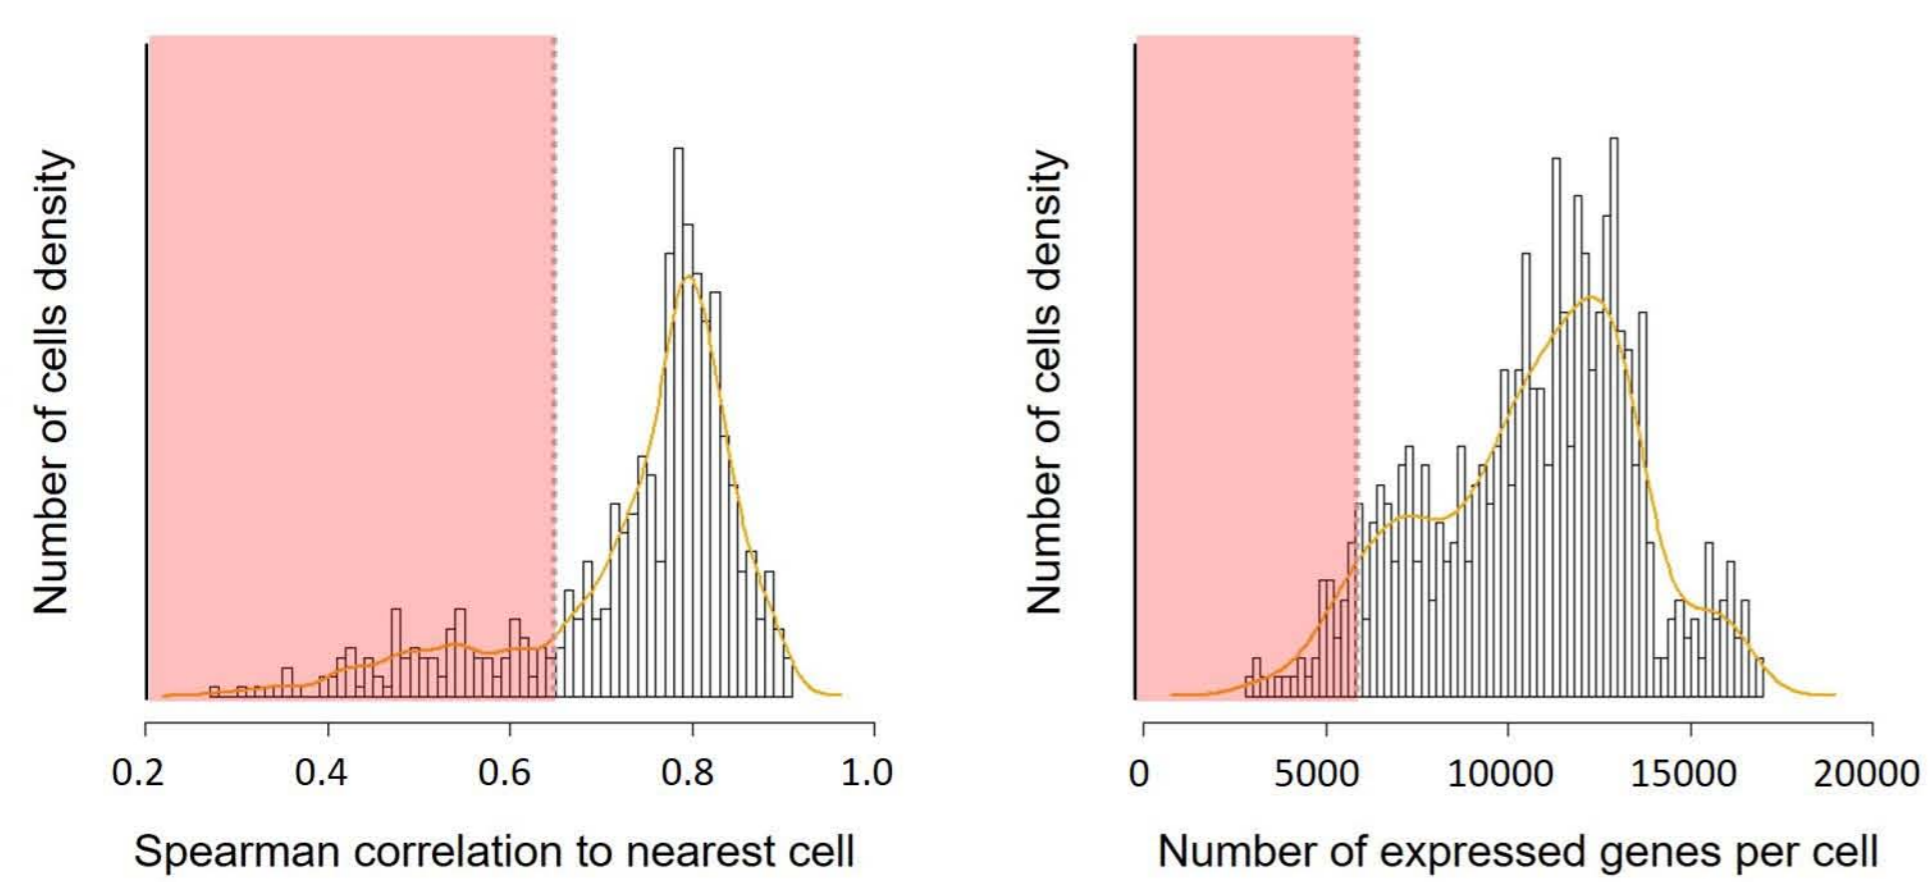 Number of cells density
0.2 0.4 0.6 0.8 1.0
Spearman correlation to nearest cell
Number of cells density
0 5000 10000 15000 20000
Number of expressed genes per cell